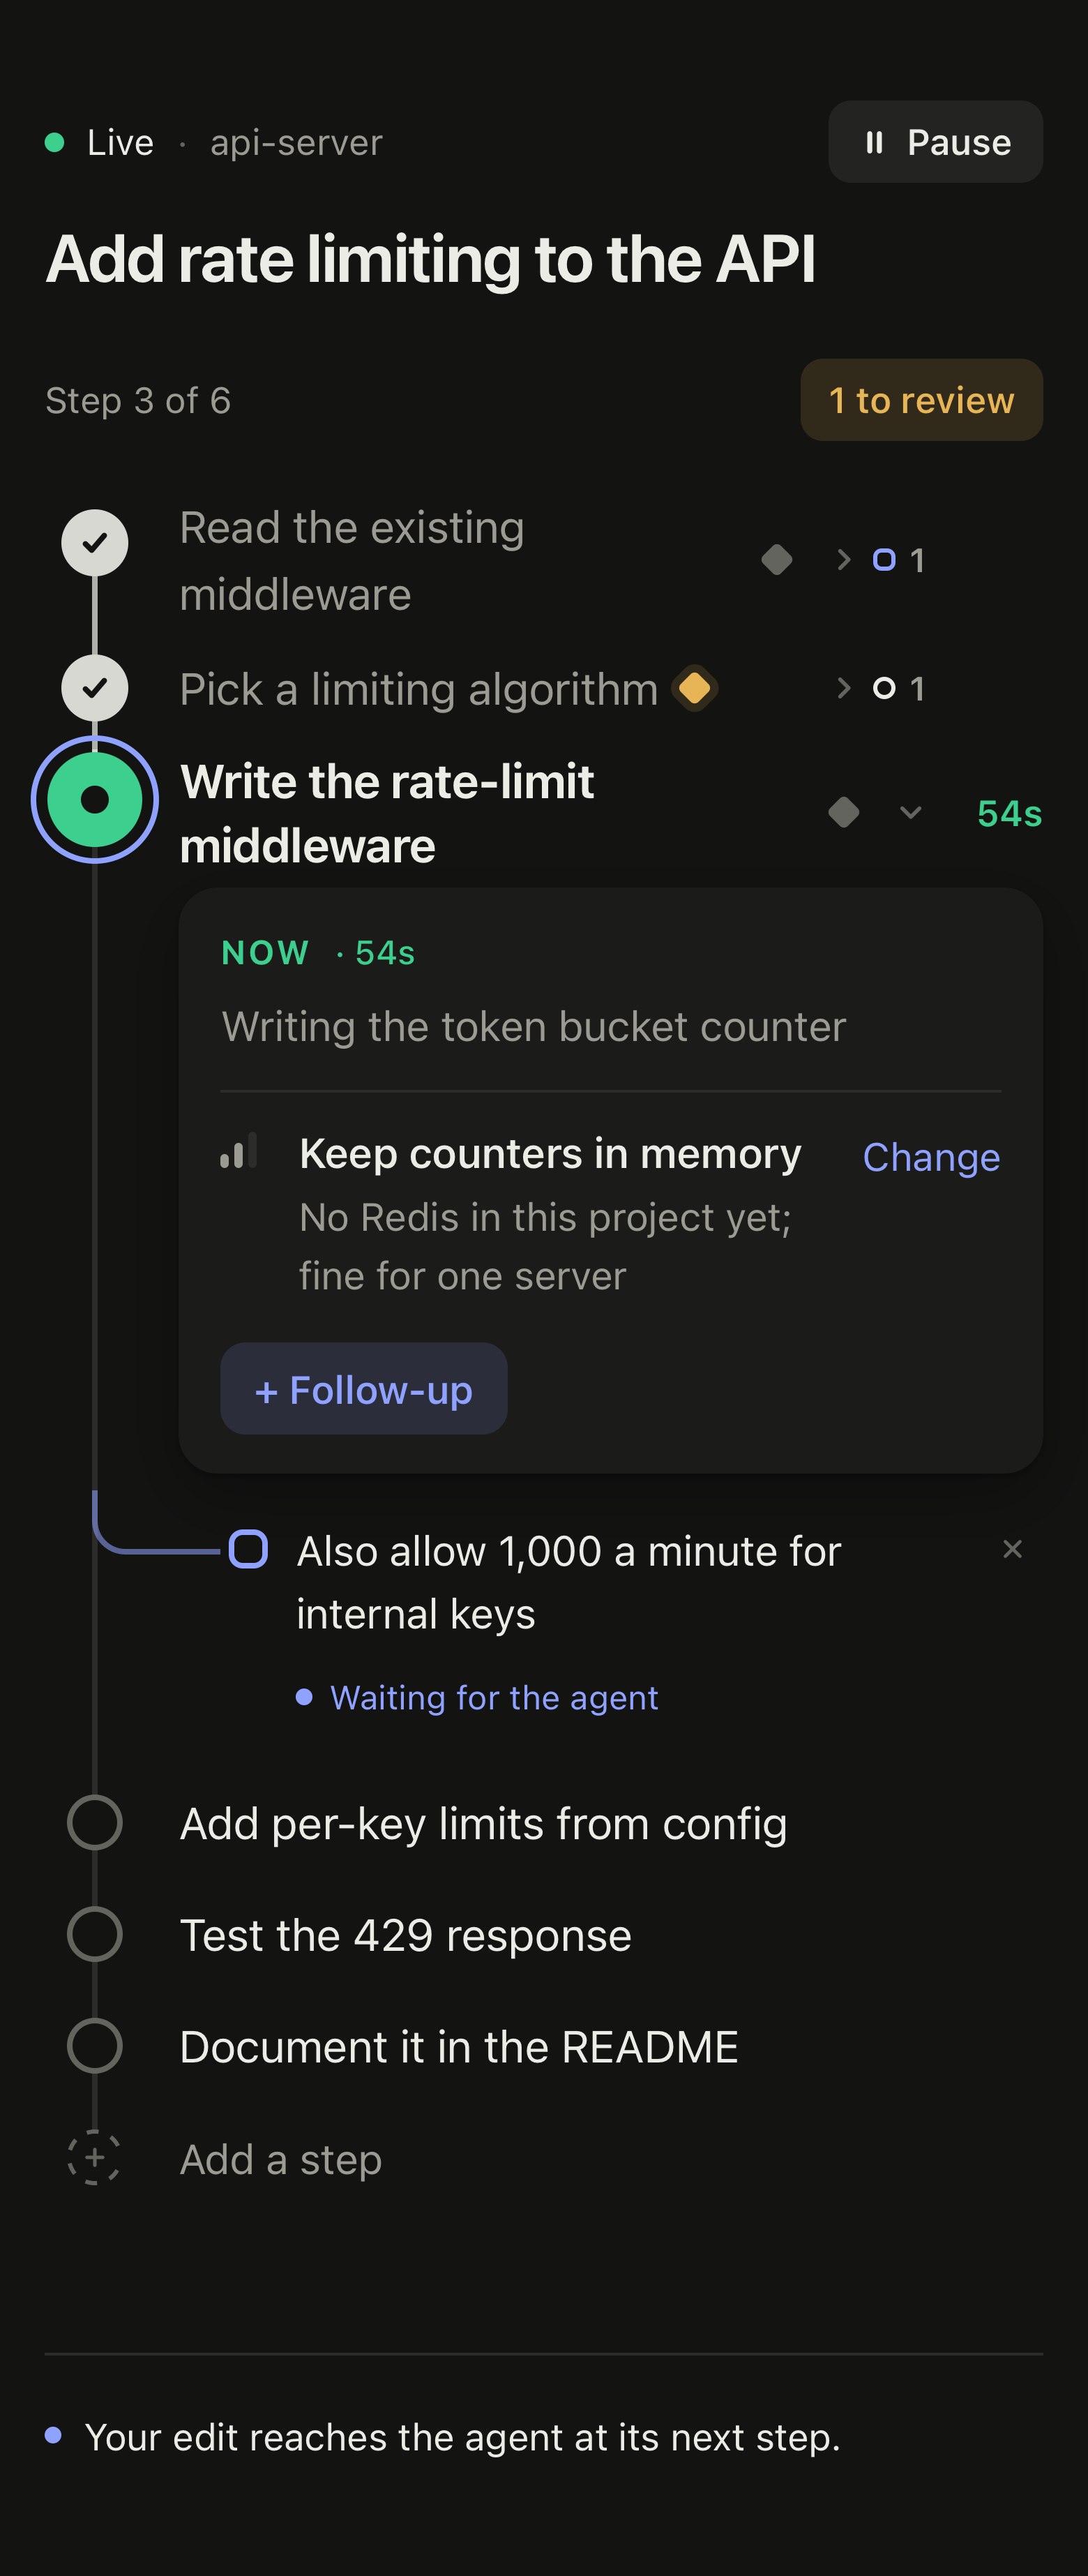 Live · api-server
Pause
Add rate limiting to the API
Step 3 of 6
1 to review
Read the existing
middleware
1
Pick a limiting algorithm
1
Write the rate-limit
middleware
54s
NOW · 54s
Writing the token bucket counter
Keep counters in memory
Change
No Redis in this project yet;
fine for one server
+ Follow-up
Also allow 1,000 a minute for
internal keys
Waiting for the agent
Add per-key limits from config
Test the 429 response
Document it in the README
Add a step
Your edit reaches the agent at its next step.